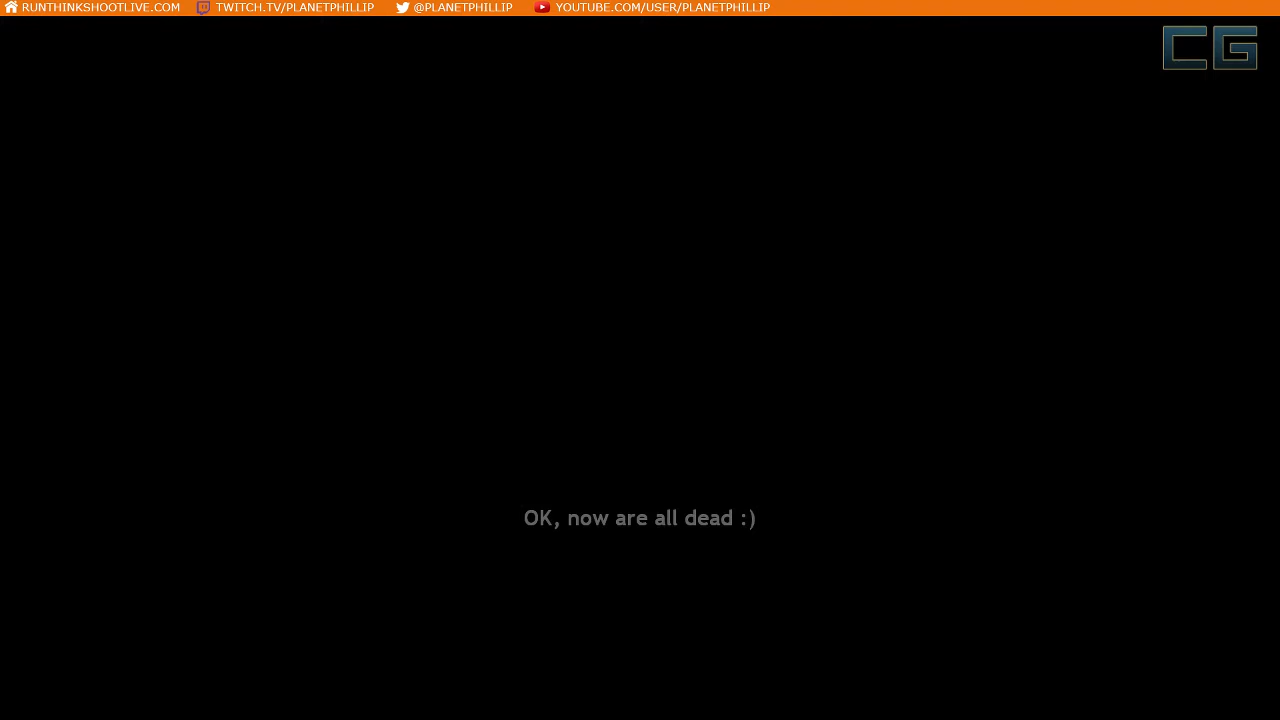 RUNTHINKSHOOTLIVE.COM TWITCH.TV/PLANETPHILLIP @PLANETPHILLIP YOUTUBE.COM/USER/PLANETPHILLIP
CG
OK, now are all dead :)